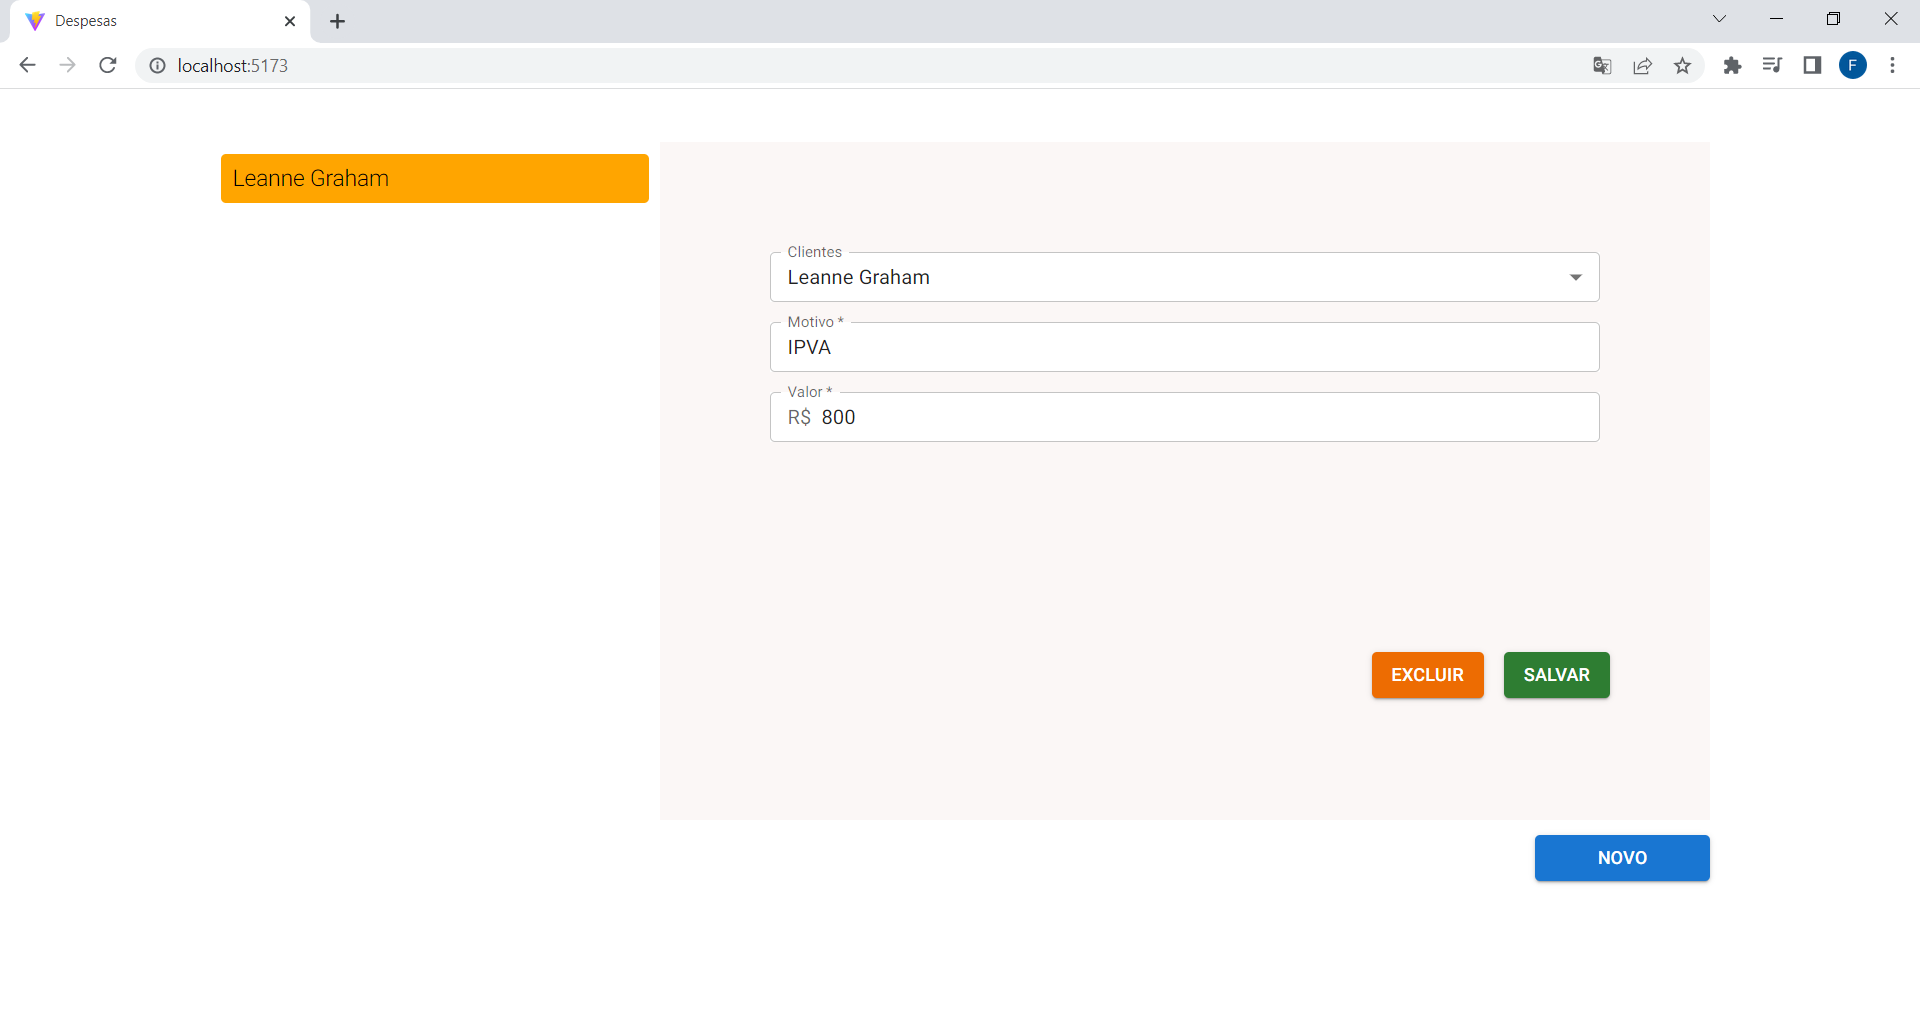 Despesas
localhost:5173
F
Leanne Graham
Clientes
Leanne Graham
Motivo *
IPVA
Valor *
R$ 800
EXCLUIR SALVAR
NOVO